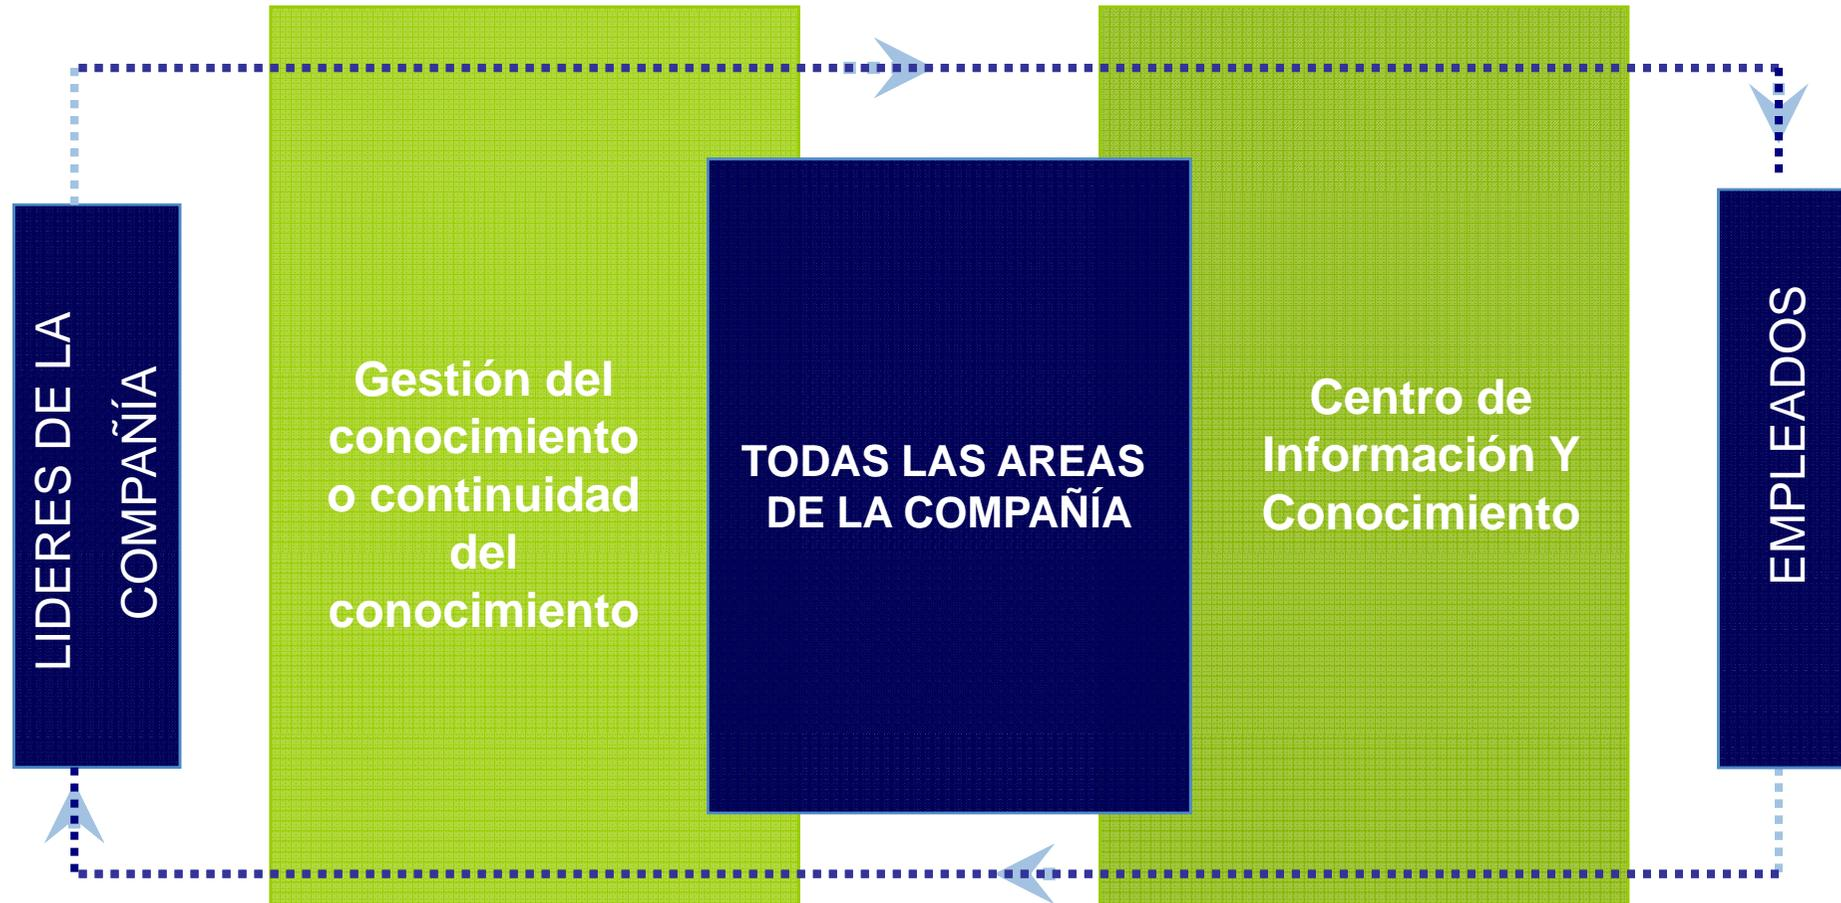 LIDERES DE LA
COMPAÑÍA
Gestión del
conocimiento
o continuidad
del
conocimiento
TODAS LAS AREAS
DE LA COMPAÑÍA
Centro de
Información Y
Conocimiento
EMPLEADOS